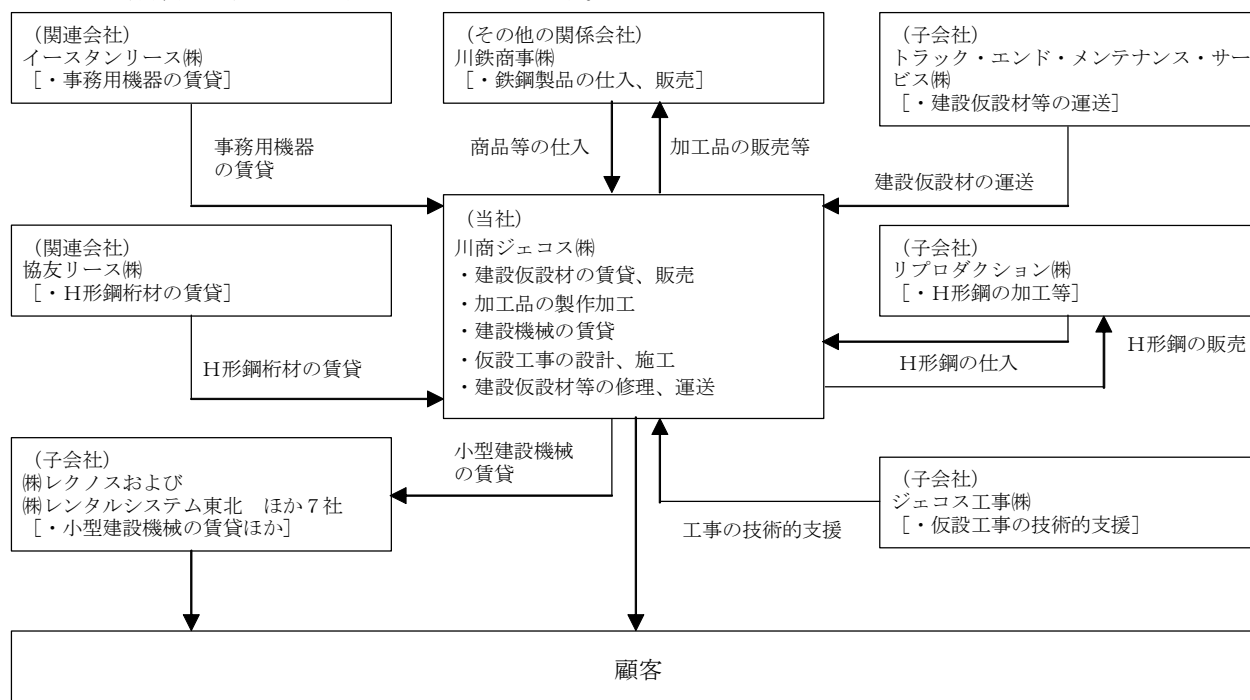 （関連会社）
イースタンリース㈱
［・事務用機器の賃貸］
（その他の関係会社）
川鉄商事㈱
［・鉄鋼製品の仕入、販売］
（子会社）
トラック・エンド・メンテナンス・サー
ビス㈱
［・建設仮設材等の運送］
事務用機器
の賃貸
商品等の仕入
加工品の販売等
建設仮設材の運送
（関連会社）
協友リース㈱
［・Ｈ形鋼桁材の賃貸］
（当社）
川商ジェコス㈱
・建設仮設材の賃貸、販売
・加工品の製作加工
・建設機械の賃貸
・仮設工事の設計、施工
・建設仮設材等の修理、運送
（子会社）
リプロダクション㈱
［・Ｈ形鋼の加工等］
Ｈ形鋼桁材の賃貸
Ｈ形鋼の仕入
Ｈ形鋼の販売
（子会社）
㈱レクノスおよび
㈱レンタルシステム東北　ほか７社
［・小型建設機械の賃貸ほか］
小型建設機械
の賃貸
工事の技術的支援
（子会社）
ジェコス工事㈱
［・仮設工事の技術的支援］
顧客